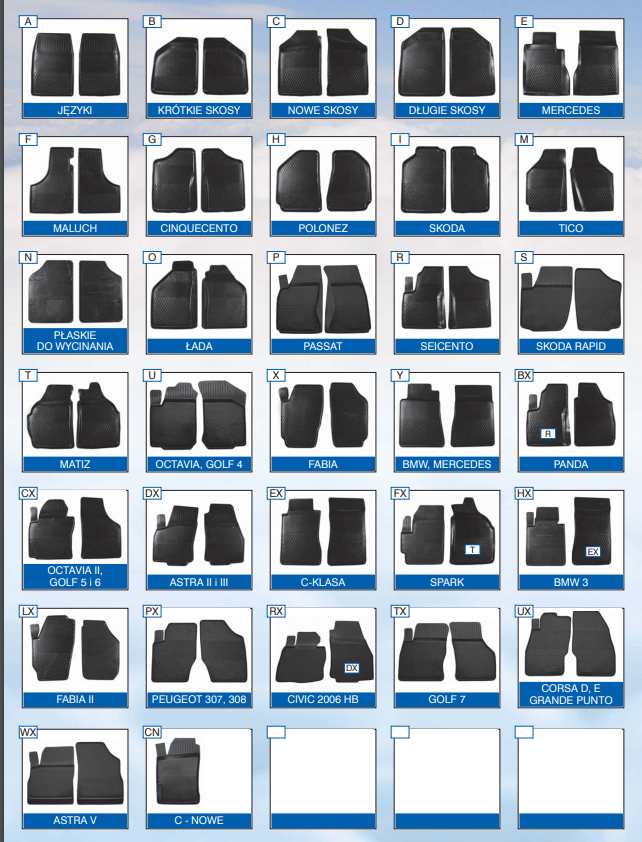 A
B
C
D
E
JĘZYKI
KRÓTKIE SKOSY
NOWE SKOSY
DŁUGIE SKOSY
MERCEDES
F
G
H
I
M
MALUCH
CINQUECENTO
POLONEZ
SKODA
TICO
N
O
P
R
S
PŁASKIE
DO WYCINANIA
ŁADA
PASSAT
SEICENTO
SKODA RAPID
T
U
X
Y
BX
R
MATIZ
OCTAVIA, GOLF 4
FABIA
BMW, MERCEDES
PANDA
CX
DX
EX
FX
HX
T
EX
OCTAVIA II,
GOLF 5 i 6
ASTRA II i III
C-KLASA
SPARK
BMW 3
LX
PX
RX
TX
UX
DX
FABIA II
PEUGEOT 307, 308
CIVIC 2006 HB
GOLF 7
CORSA D, E
GRANDE PUNTO
WX
CN
ASTRA V
C - NOWE